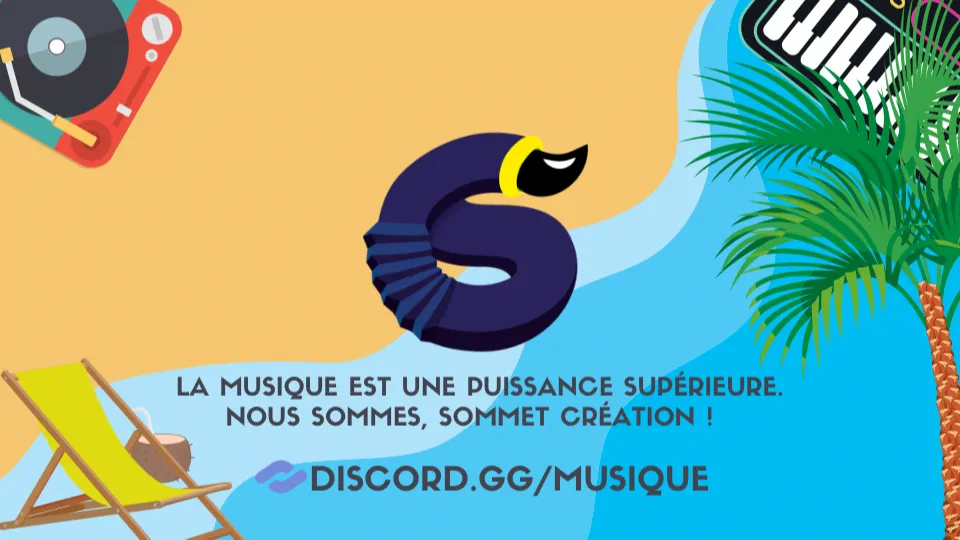 LA MUSIQUE EST UNE PUISSANCE SUPÉRIEURE.
NOUS SOMMES, SOMMET CRÉATION !
DISCORD.GG/MUSIQUE